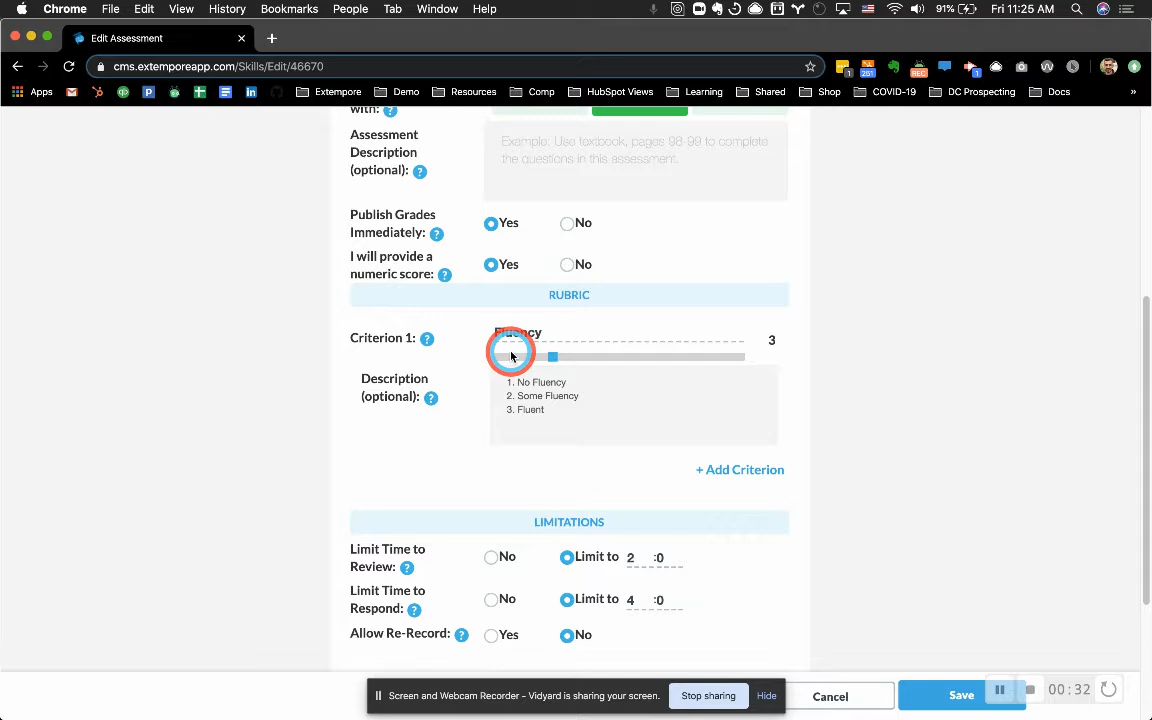 Chrome File Edit View History Bookmarks People Tab Window Help 91% Fri 11:25 AM
Edit Assessment
cms.extemporeapp.com/Skills/Edit/46670
Apps Extempore Demo Resources Comp HubSpot Views Learning Shared Shop COVID-19 DC Prospecting Docs »
with: ?
Assessment
Description
(optional): ?
Example: Use textbook, pages 98-99 to complete
the questions in this assessment.
Publish Grades
Immediately: ?
Yes No
I will provide a
numeric score: ?
Yes No
RUBRIC
Criterion 1: ?
Fluency
3
Description
(optional): ?
1. No Fluency
2. Some Fluency
3. Fluent
+ Add Criterion
LIMITATIONS
Limit Time to
Review: ?
No Limit to 2 :0
Limit Time to
Respond: ?
No Limit to 4 :0
Allow Re-Record: ? Yes No
Screen and Webcam Recorder - Vidyard is sharing your screen. Stop sharing Hide
Cancel Save 00:32